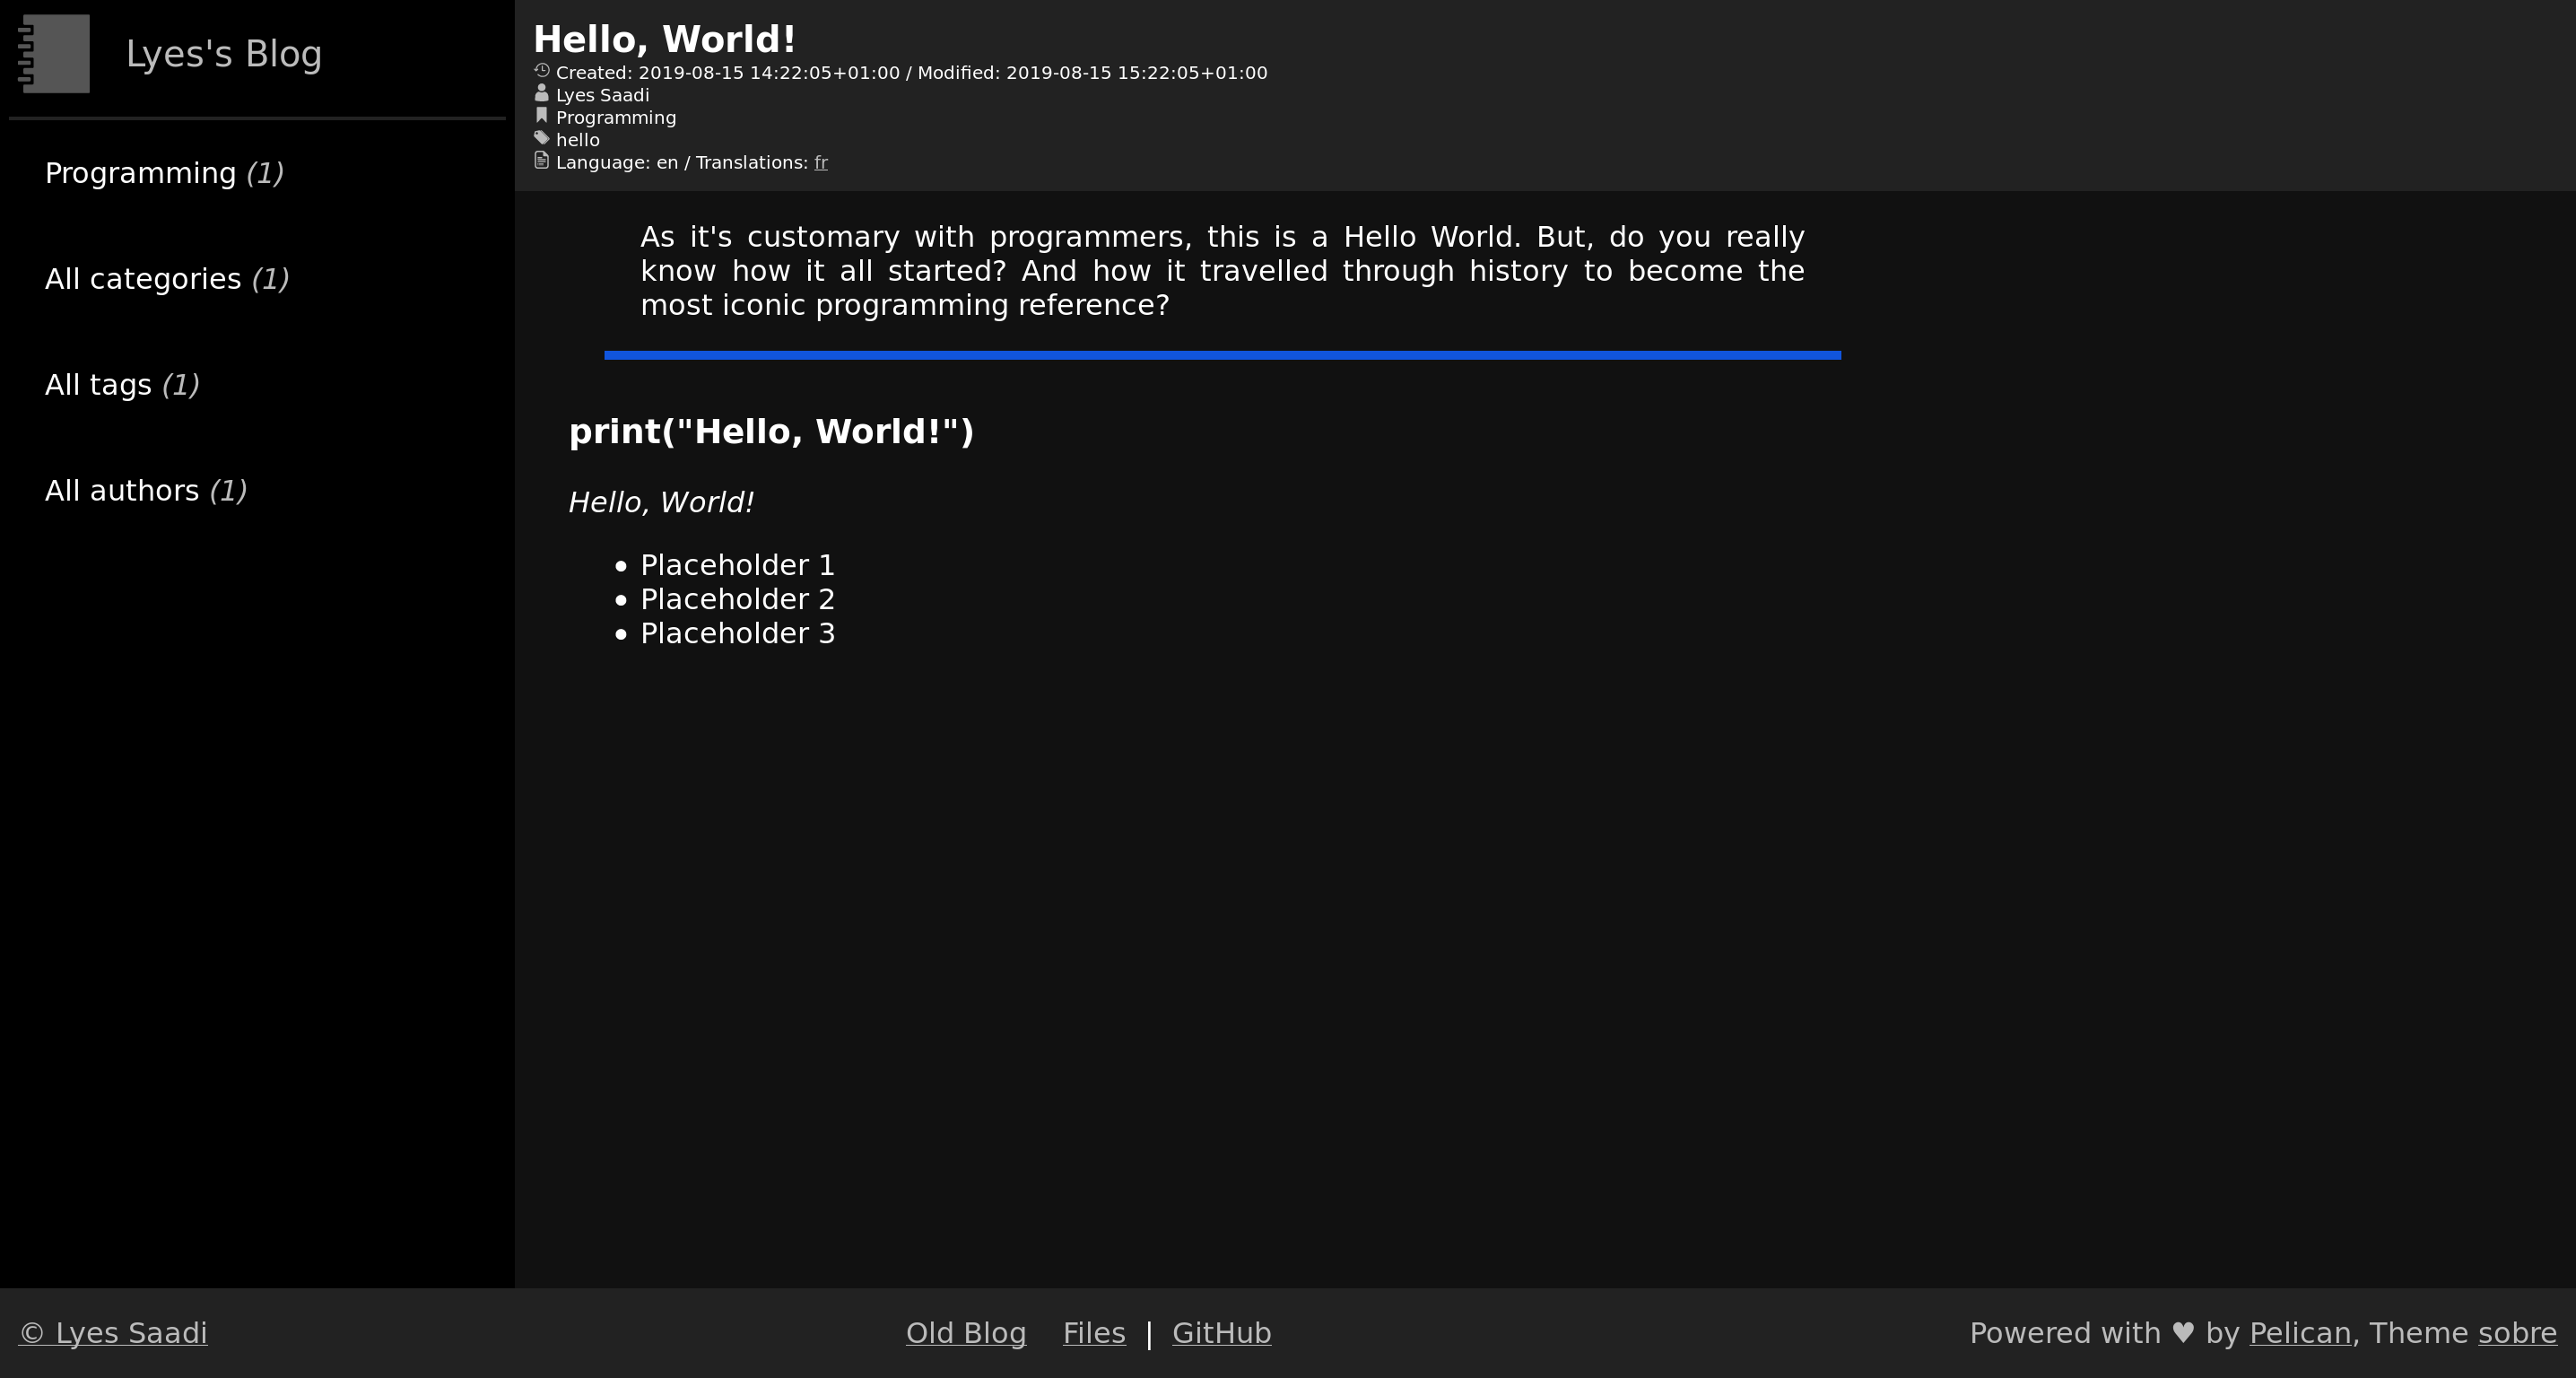 Lyes's Blog
Programming (1)
All categories (1)
All tags (1)
All authors (1)
Hello, World!
Created: 2019-08-15 14:22:05+01:00 / Modified: 2019-08-15 15:22:05+01:00
Lyes Saadi
Programming
hello
Language: en / Translations: fr
As it's customary with programmers, this is a Hello World. But, do you really
know how it all started? And how it travelled through history to become the
most iconic programming reference?
print("Hello, World!")
Hello, World!
• Placeholder 1
• Placeholder 2
• Placeholder 3
© Lyes Saadi
Old Blog Files | GitHub
Powered with ♥ by Pelican, Theme sobre